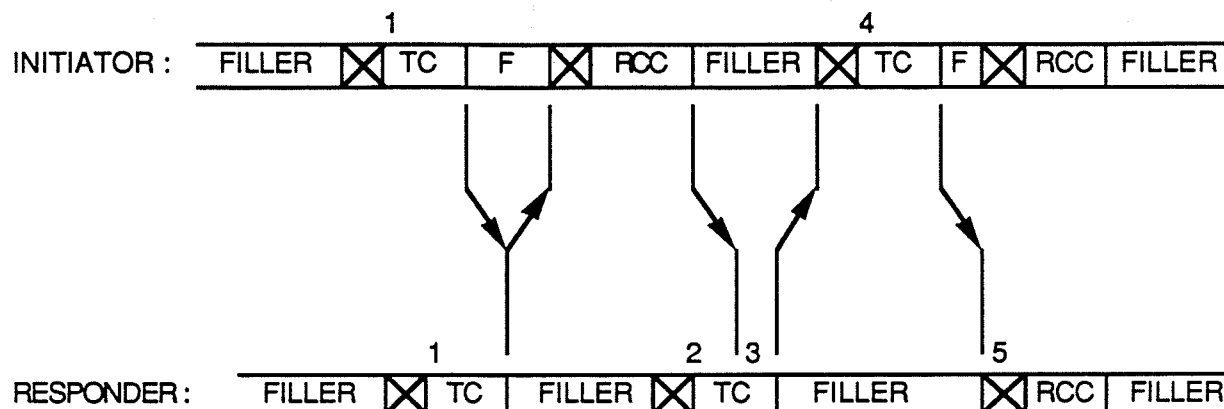 1 4
INITIATOR : FILLER TC F RCC FILLER TC F RCC FILLER
1 2 3 5
RESPONDER : FILLER TC FILLER TC FILLER RCC FILLER